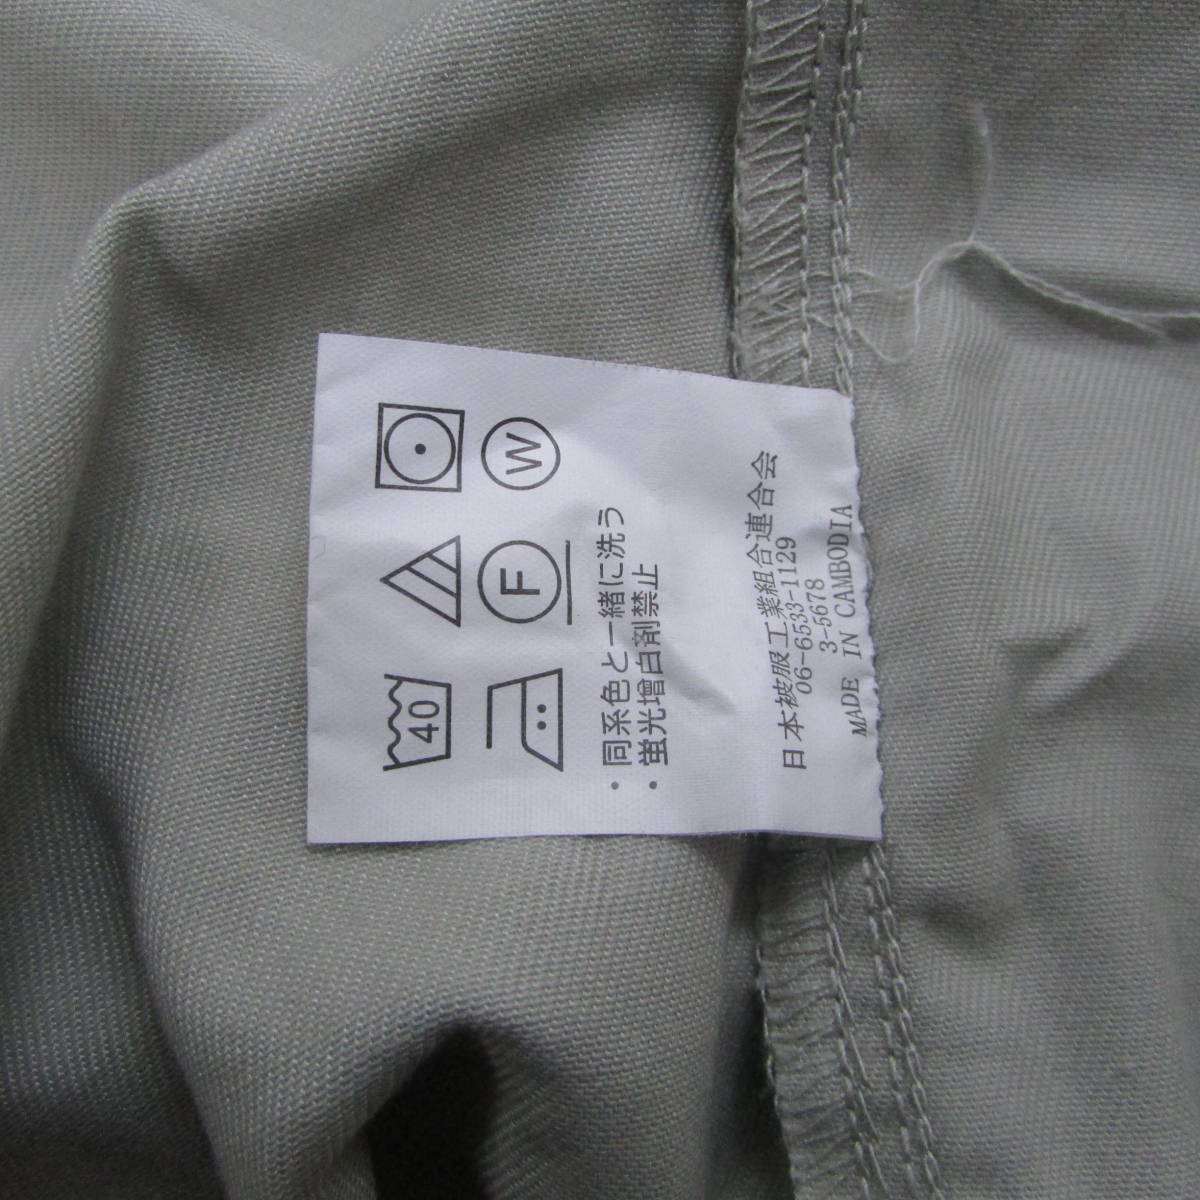 40
F
W
・同系色と一緒に洗う
・蛍光増白剤禁止
日本被服工業組合連合会
06-6533-1129
3-5678
MADE IN CAMBODIA